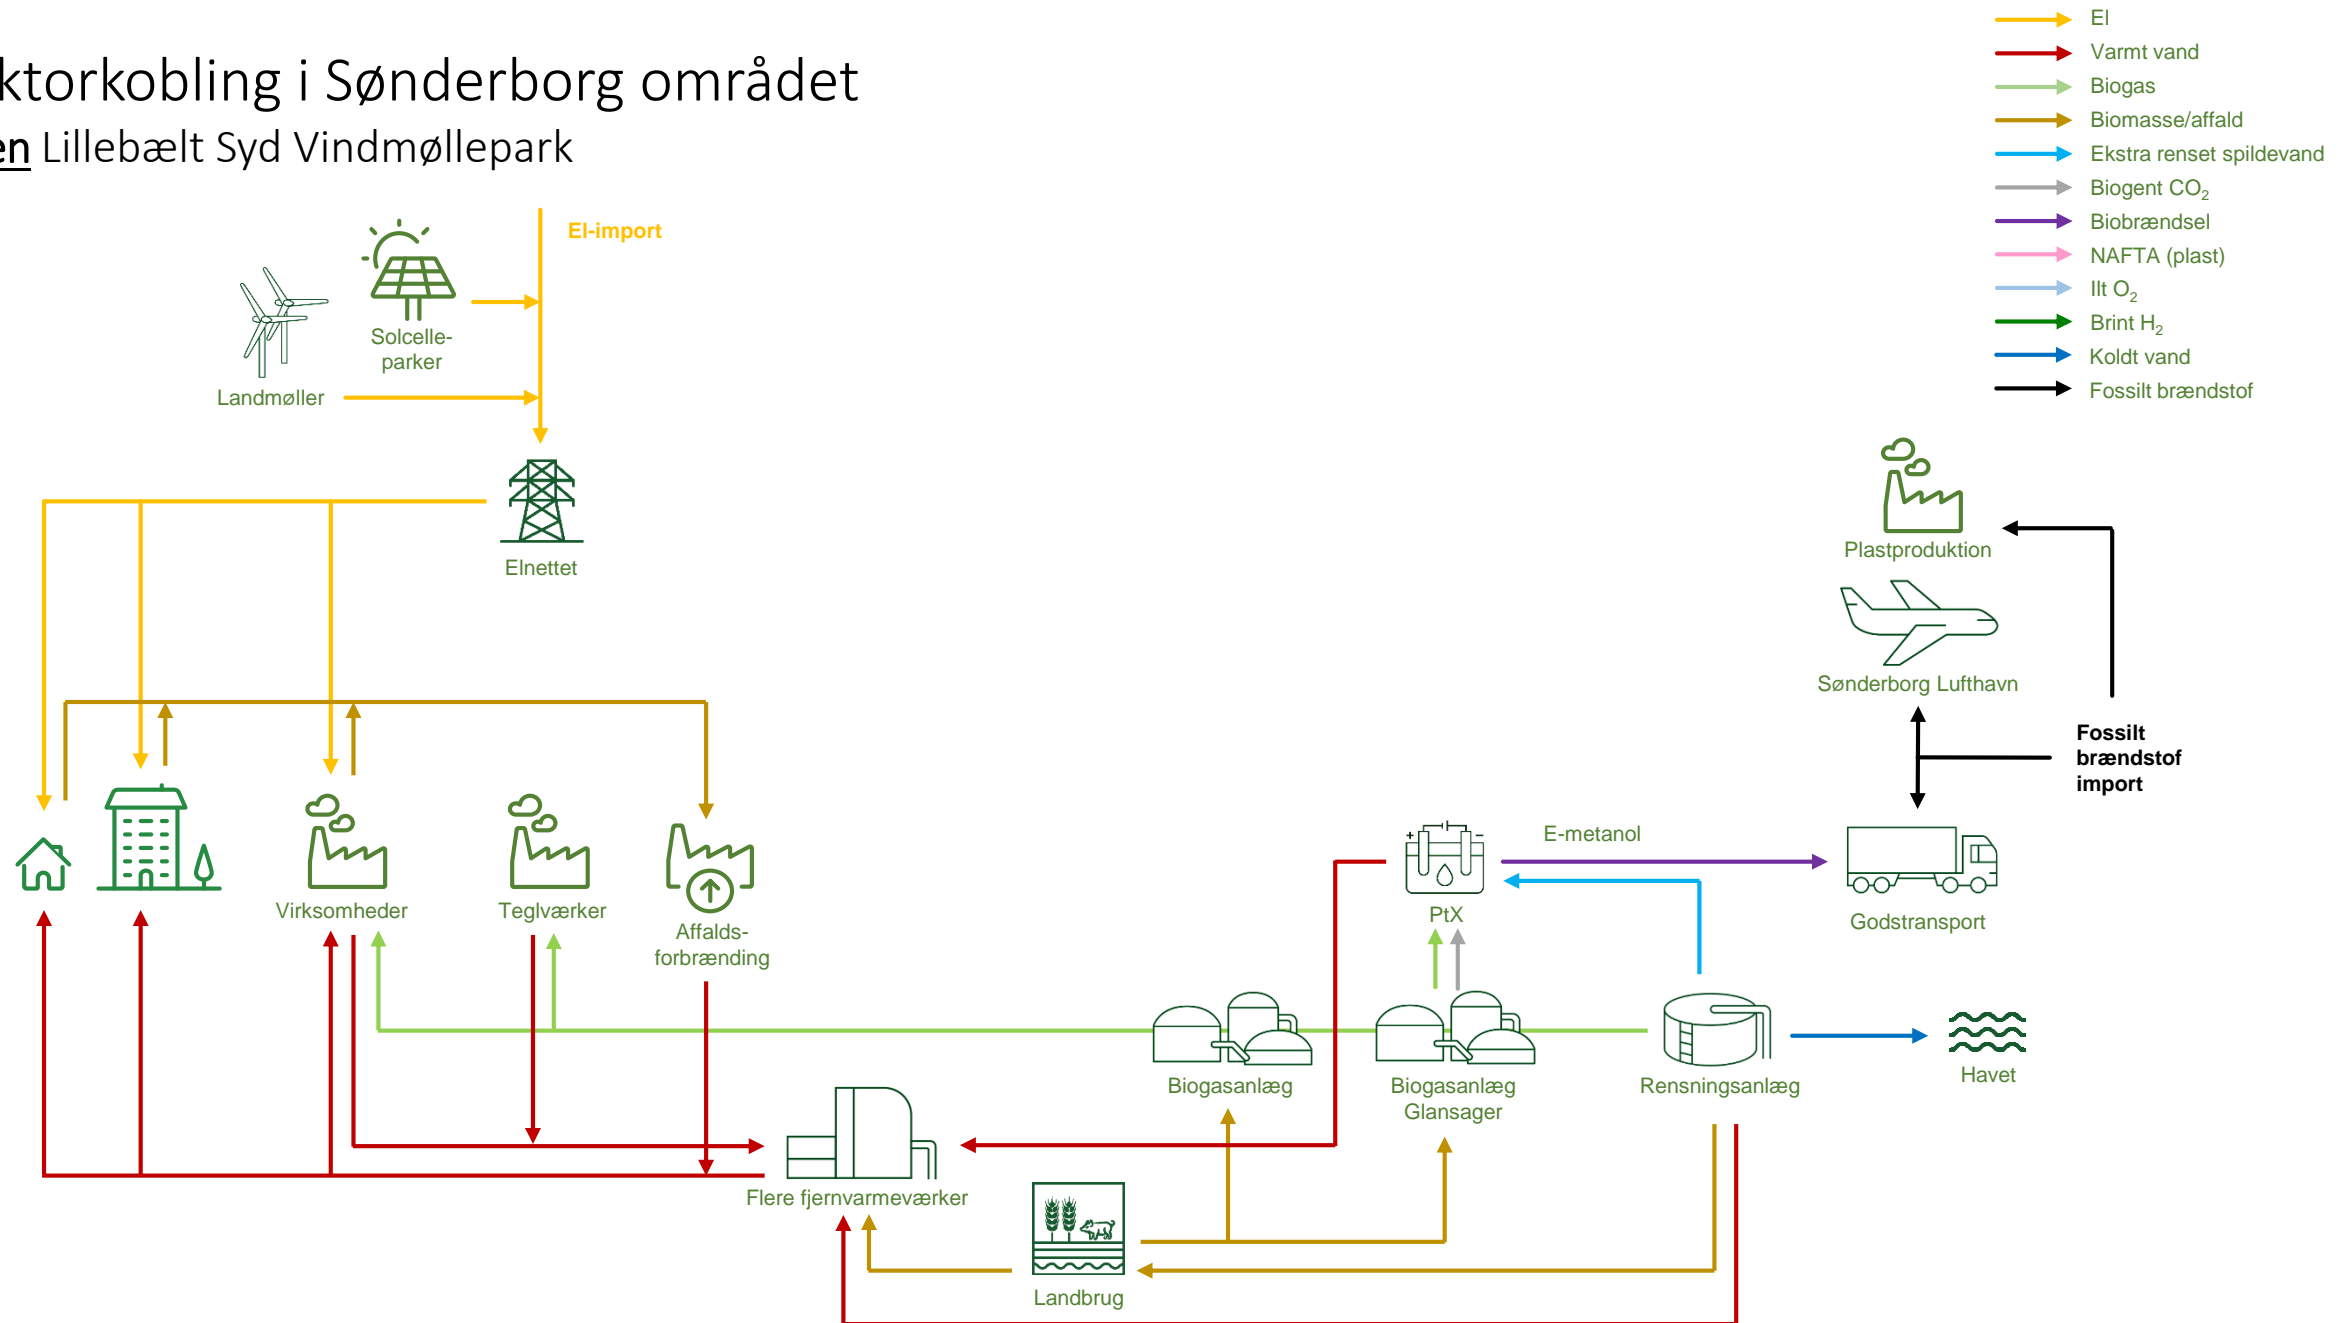 ktorkobling i Sønderborg området
en Lillebælt Syd Vindmøllepark
El
Varmt vand
Biogas
Biomasse/affald
Ekstra renset spildevand
Biogent CO₂
Biobrændsel
NAFTA (plast)
Ilt O₂
Brint H₂
Koldt vand
Fossilt brændstof
El-import
Solcelle-
parker
Landmøller
Elnettet
Plastproduktion
Sønderborg Lufthavn
Fossilt
brændstof
import
E-metanol
Virksomheder
Teglværker
Affalds-
forbrænding
+ −
PtX
Godstransport
Biogasanlæg
Biogasanlæg
Glansager
Rensningsanlæg
Havet
Flere fjernvarmeværker
Landbrug